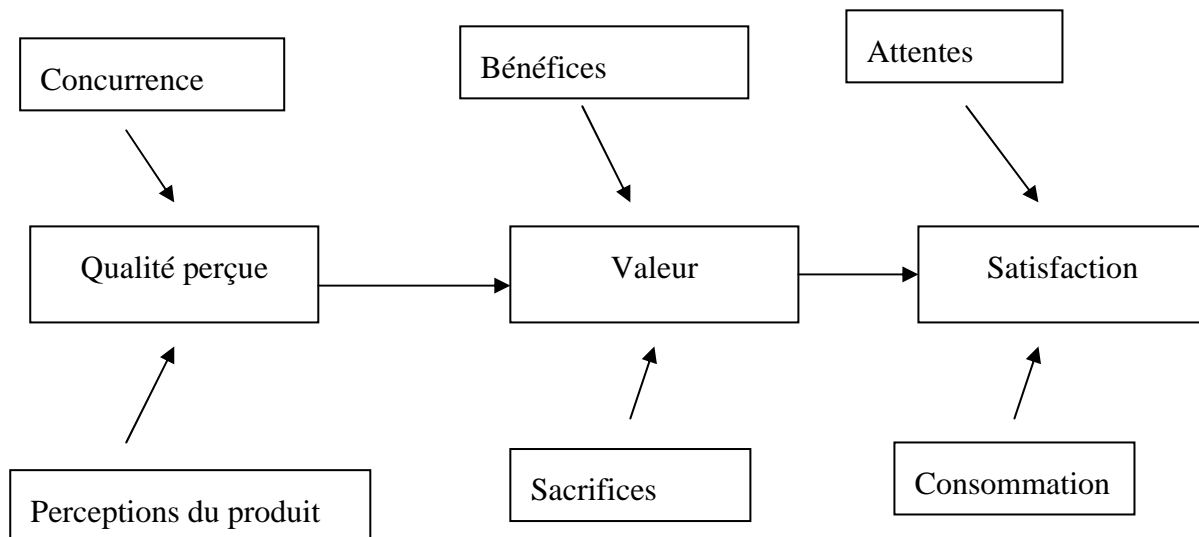 Concurrence
Bénéfices
Attentes
Qualité perçue
Valeur
Satisfaction
Perceptions du produit
Sacrifices
Consommation